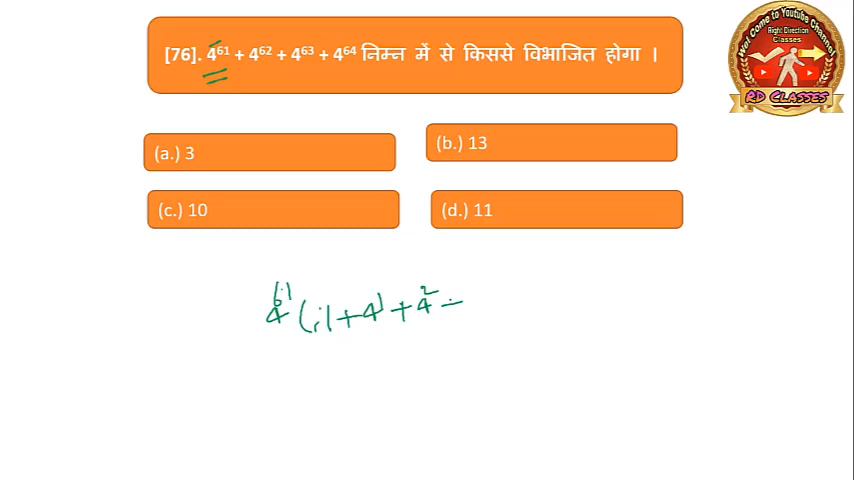 [76]. 4⁶¹ + 4⁶² + 4⁶³ + 4⁶⁴ निम्न में से किससे विभाजित होगा ।
(a.) 3
(b.) 13
(c.) 10
(d.) 11
4⁶¹(1+4¹+4²
Wel Come to Youtube Channel
Right Direction
Classes
RD CLASSES